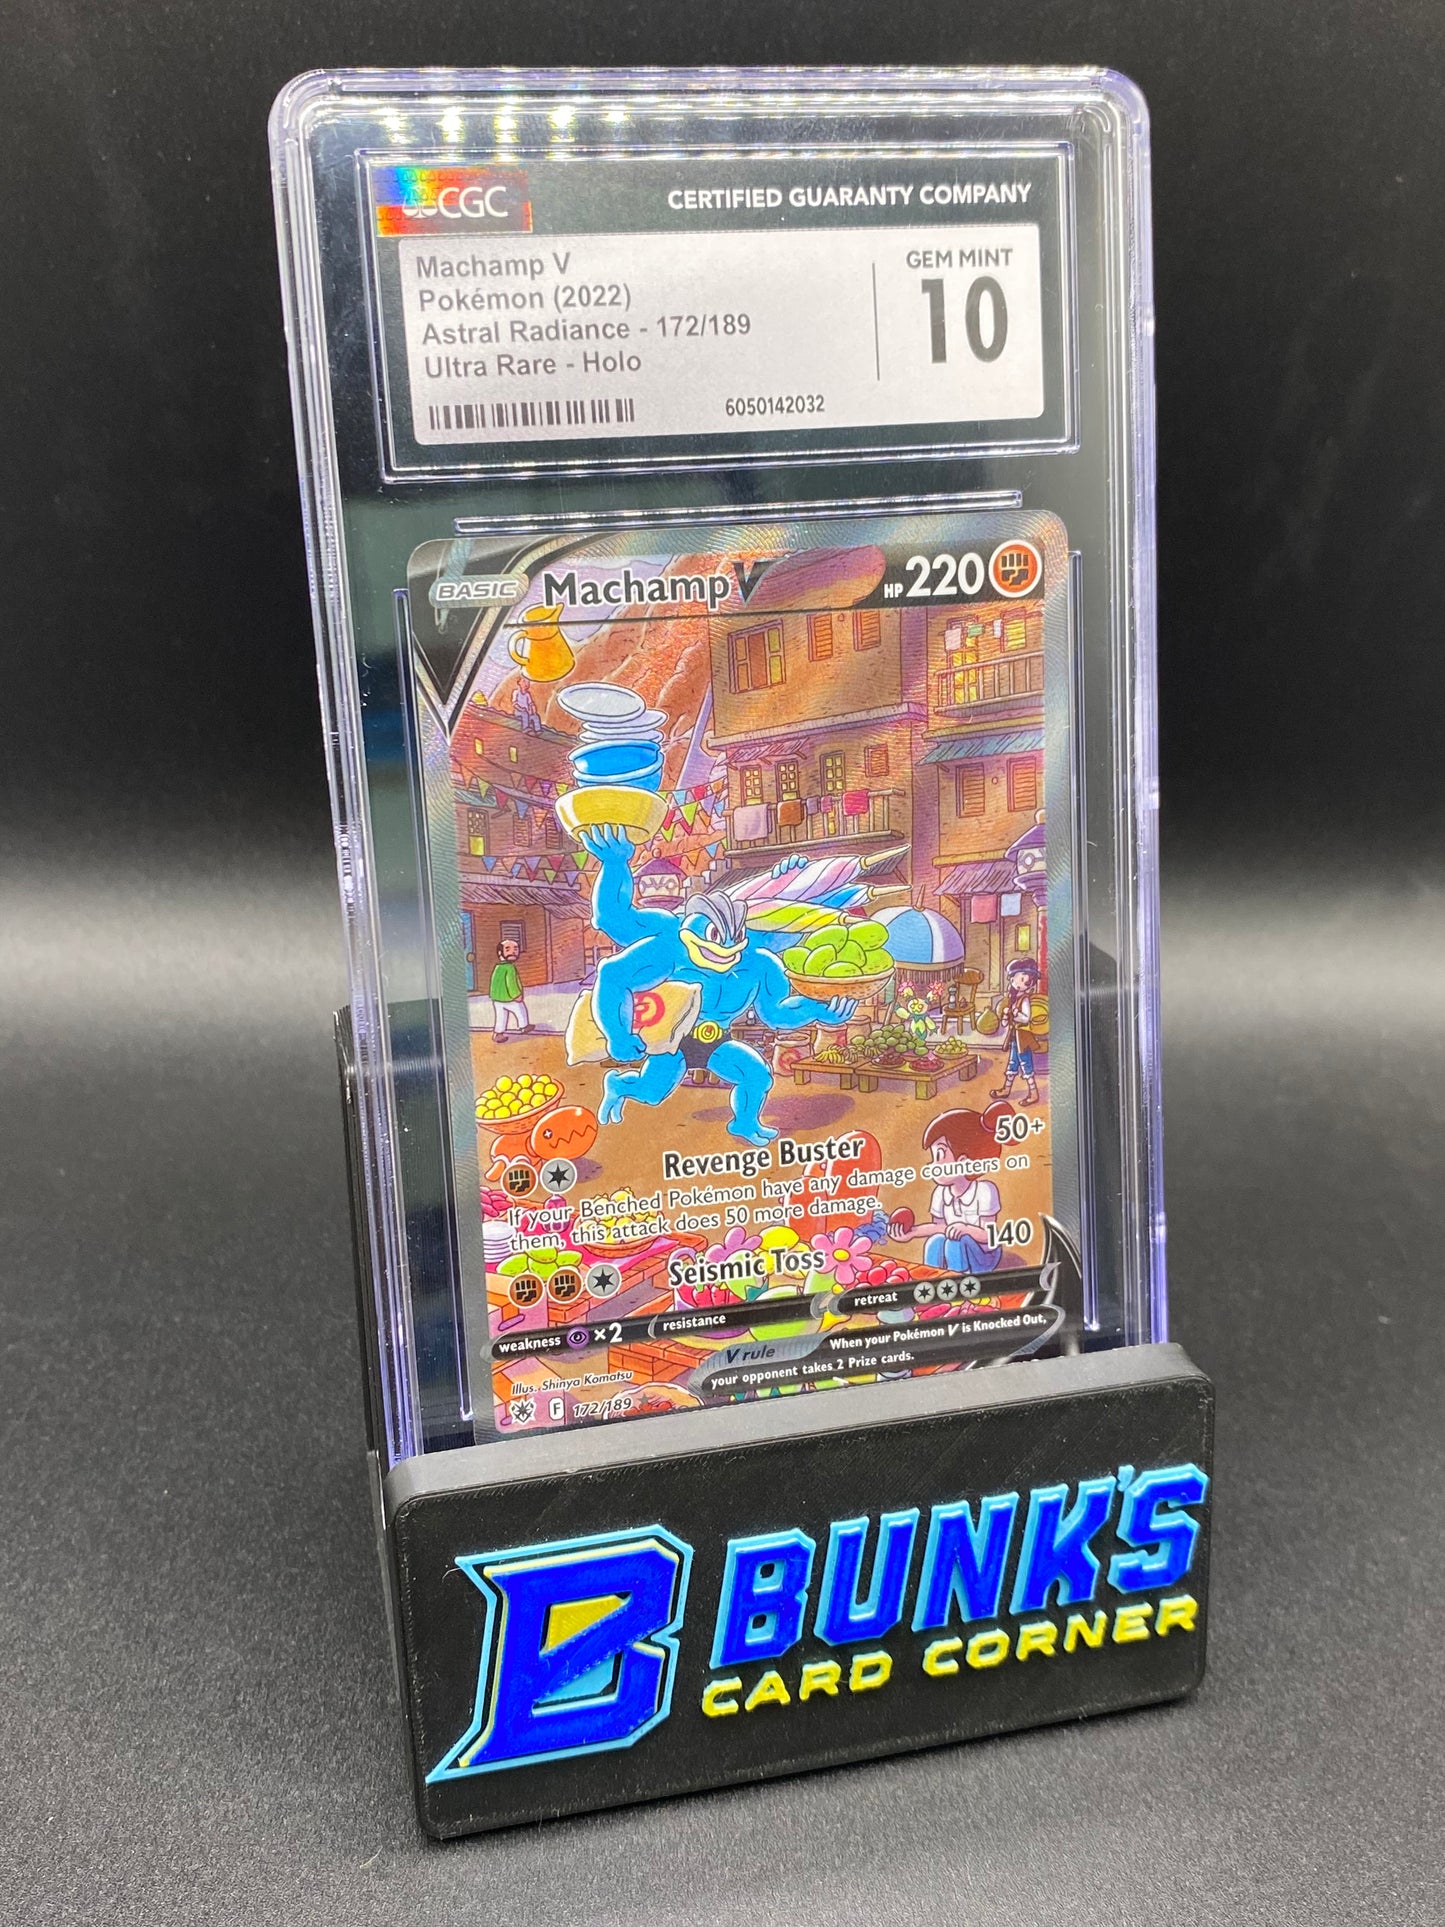 CGC
CERTIFIED GUARANTY COMPANY
Machamp V
Pokémon (2022)
Astral Radiance - 172/189
Ultra Rare - Holo
GEM MINT
10
6050142032
BASIC
Machamp V
HP 220
Revenge Buster 50+
If your Benched Pokémon have any damage counters on
them, this attack does 50 more damage.
Seismic Toss 140
weakness ×2 resistance retreat
V rule When your Pokémon V is Knocked Out,
your opponent takes 2 Prize cards.
Illus. Shinya Komatsu
F 172/189
B BUNK'S
CARD CORNER